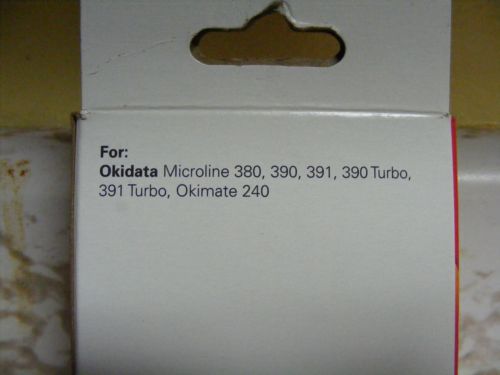 For:
Okidata Microline 380, 390, 391, 390 Turbo,
391 Turbo, Okimate 240